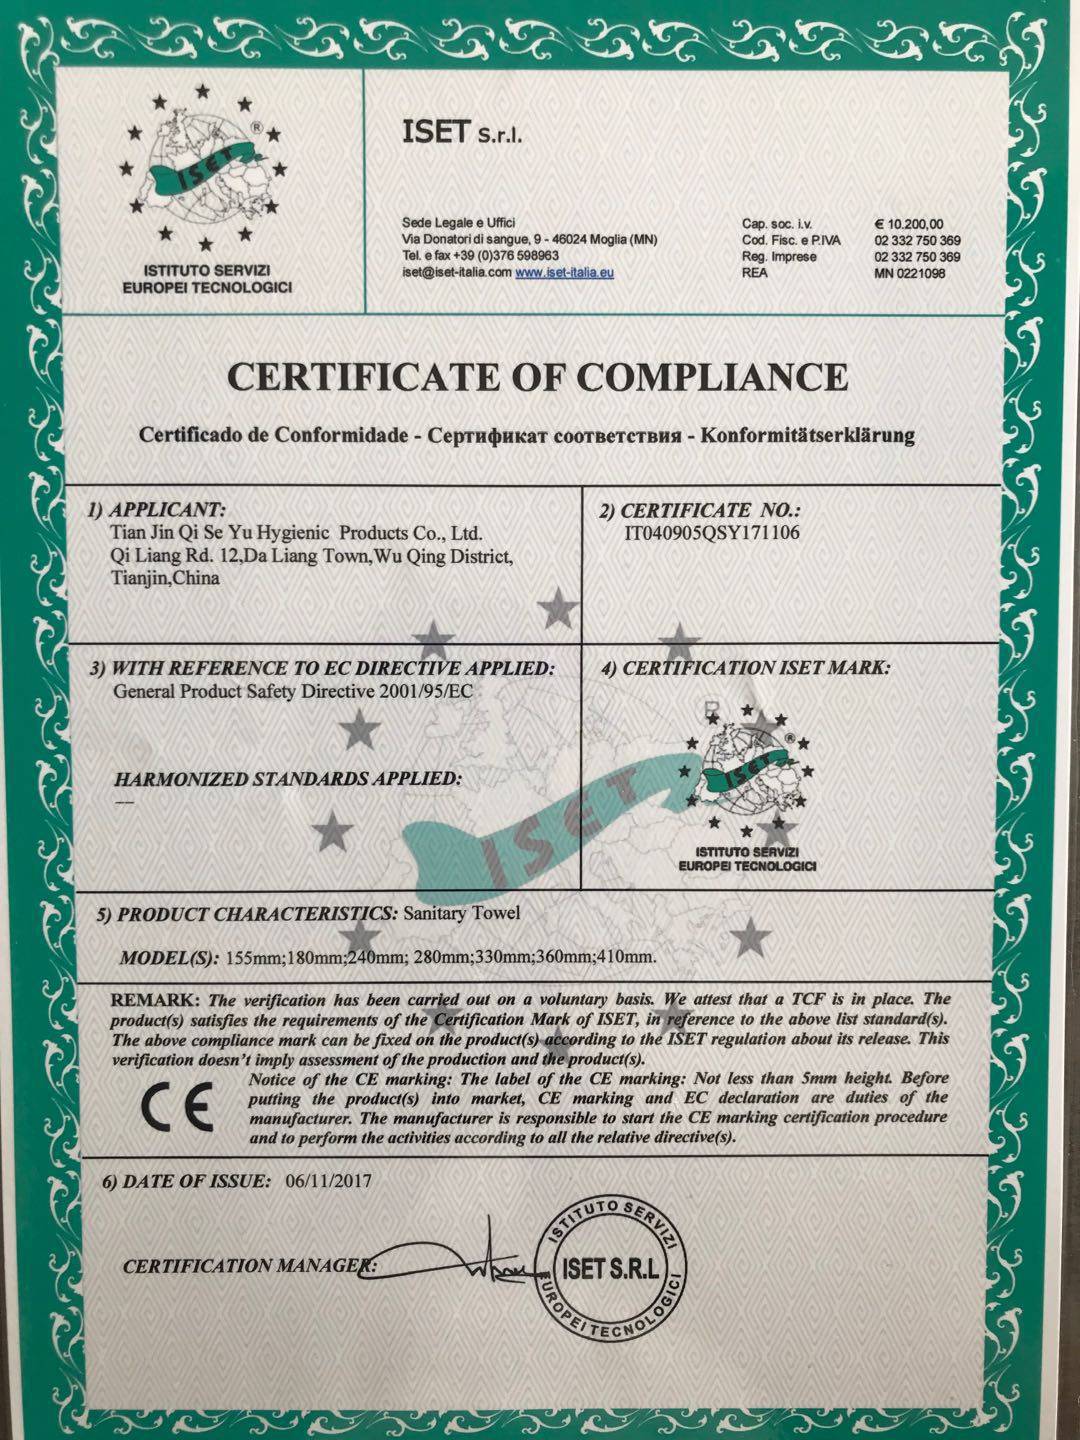 ISET
®
ISTITUTO SERVIZI
EUROPEI TECNOLOGICI
ISET s.r.l.
Sede Legale e Uffici
Via Donatori di sangue, 9 - 46024 Moglia (MN)
Tel. e fax +39 (0)376 598963
iset@iset-italia.com www.iset-italia.eu
Cap. soc. i.v. € 10.200,00
Cod. Fisc. e P.IVA 02 332 750 369
Reg. Imprese 02 332 750 369
REA MN 0221098
CERTIFICATE OF COMPLIANCE
Certificado de Conformidade - Сертификат соответствия - Konformitätserklärung
1) APPLICANT:
Tian Jin Qi Se Yu Hygienic Products Co., Ltd.
Qi Liang Rd. 12,Da Liang Town,Wu Qing District,
Tianjin,China
2) CERTIFICATE NO.:
IT040905QSY171106
3) WITH REFERENCE TO EC DIRECTIVE APPLIED:
General Product Safety Directive 2001/95/EC
HARMONIZED STANDARDS APPLIED:
—
4) CERTIFICATION ISET MARK:
R
ISET
®
ISTITUTO SERVIZI
EUROPEI TECNOLOGICI
ISET
5) PRODUCT CHARACTERISTICS: Sanitary Towel
MODEL(S): 155mm;180mm;240mm; 280mm;330mm;360mm;410mm.
REMARK: The verification has been carried out on a voluntary basis. We attest that a TCF is in place. The
product(s) satisfies the requirements of the Certification Mark of ISET, in reference to the above list standard(s).
The above compliance mark can be fixed on the product(s) according to the ISET regulation about its release. This
verification doesn't imply assessment of the production and the product(s).
CE
Notice of the CE marking: The label of the CE marking: Not less than 5mm height. Before
putting the product(s) into market, CE marking and EC declaration are duties of the
manufacturer. The manufacturer is responsible to start the CE marking certification procedure
and to perform the activities according to all the relative directive(s).
6) DATE OF ISSUE: 06/11/2017
CERTIFICATION MANAGER:
ISTITUTO SERVIZI
ISET S.R.L
EUROPEI TECNOLOGICI